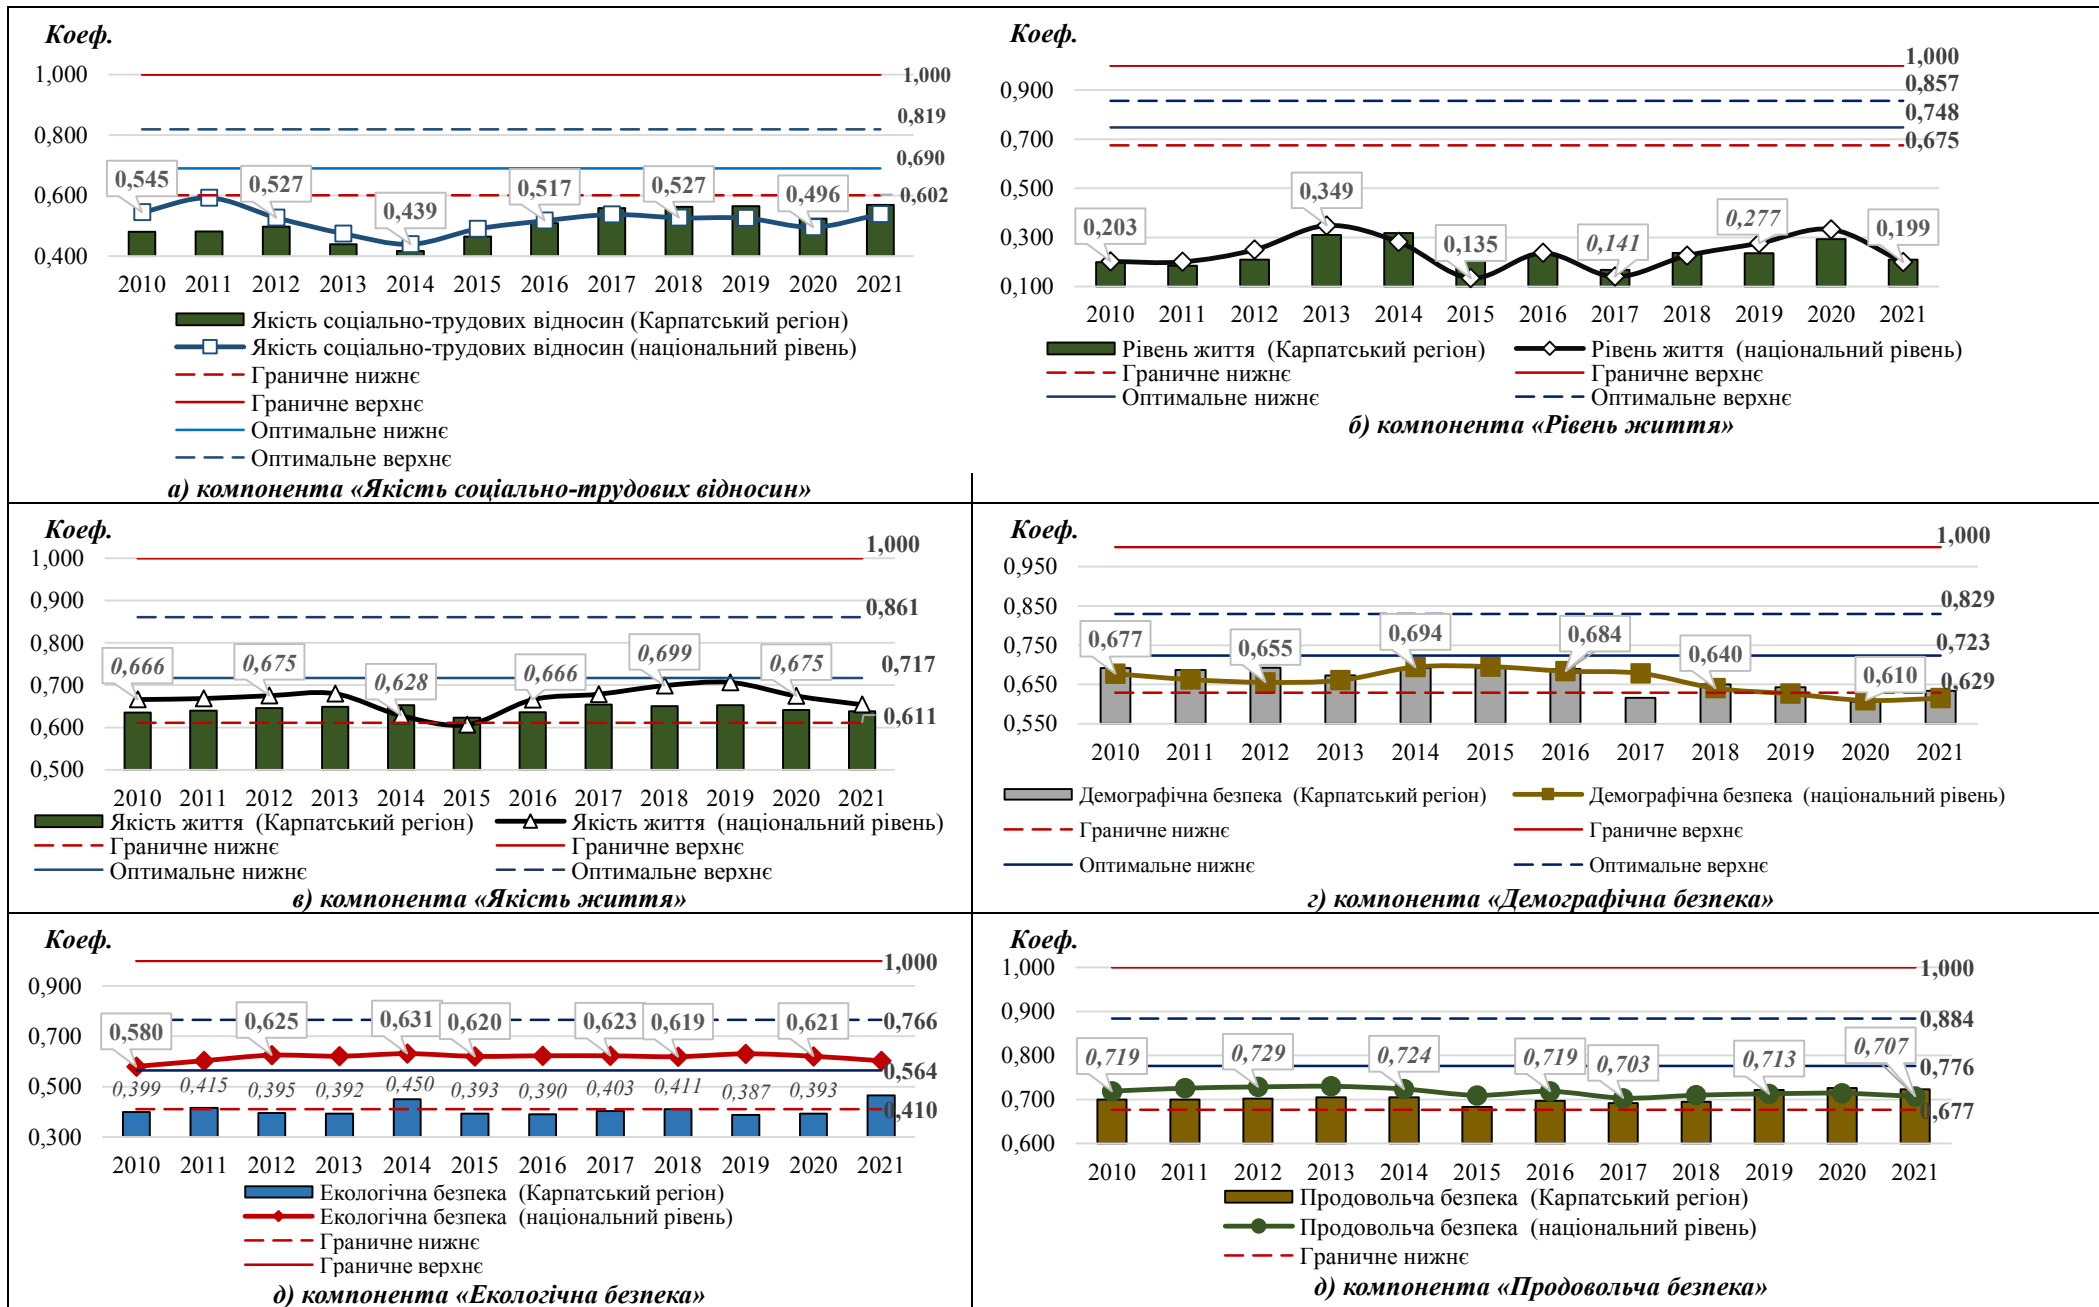 Коеф.
1,000
0,800
0,600
0,400
1,000
0,819
0,690
0,602
0,545
0,527
0,439
0,517
0,527
0,496
2010 2011 2012 2013 2014 2015 2016 2017 2018 2019 2020 2021
Якість соціально-трудових відносин (Карпатський регіон)
Якість соціально-трудових відносин (національний рівень)
Граничне нижнє
Граничне верхнє
Оптимальне нижнє
Оптимальне верхнє
а) компонента «Якість соціально-трудових відносин»
Коеф.
0,900
0,700
0,500
0,300
0,100
1,000
0,857
0,748
0,675
0,203
0,349
0,135
0,141
0,277
0,199
2010 2011 2012 2013 2014 2015 2016 2017 2018 2019 2020 2021
Рівень життя (Карпатський регіон) Рівень життя (національний рівень)
Граничне нижнє Граничне верхнє
Оптимальне нижнє Оптимальне верхнє
б) компонента «Рівень життя»
Коеф.
1,000
0,900
0,800
0,700
0,600
0,500
1,000
0,861
0,717
0,611
0,666
0,675
0,628
0,666
0,699
0,675
2010 2011 2012 2013 2014 2015 2016 2017 2018 2019 2020 2021
Якість життя (Карпатський регіон) Якість життя (національний рівень)
Граничне нижнє Граничне верхнє
Оптимальне нижнє Оптимальне верхнє
в) компонента «Якість життя»
Коеф.
0,950
0,850
0,750
0,650
0,550
1,000
0,829
0,723
0,629
0,677
0,655
0,694
0,684
0,640
0,610
2010 2011 2012 2013 2014 2015 2016 2017 2018 2019 2020 2021
Демографічна безпека (Карпатський регіон) Демографічна безпека (національний рівень)
Граничне нижнє Граничне верхнє
Оптимальне нижнє Оптимальне верхнє
г) компонента «Демографічна безпека»
Коеф.
0,900
0,700
0,500
0,300
1,000
0,766
0,564
0,410
0,580
0,625
0,631
0,620
0,623
0,619
0,621
0,399 0,415 0,395 0,392 0,450 0,393 0,390 0,403 0,411 0,387 0,393
2010 2011 2012 2013 2014 2015 2016 2017 2018 2019 2020 2021
Екологічна безпека (Карпатський регіон)
Екологічна безпека (національний рівень)
Граничне нижнє
Граничне верхнє
д) компонента «Екологічна безпека»
Коеф.
1,000
0,900
0,800
0,700
0,600
1,000
0,884
0,776
0,677
0,719
0,729
0,724
0,719
0,703
0,713
0,707
2010 2011 2012 2013 2014 2015 2016 2017 2018 2019 2020 2021
Продовольча безпека (Карпатський регіон)
Продовольча безпека (національний рівень)
Граничне нижнє
д) компонента «Продовольча безпека»